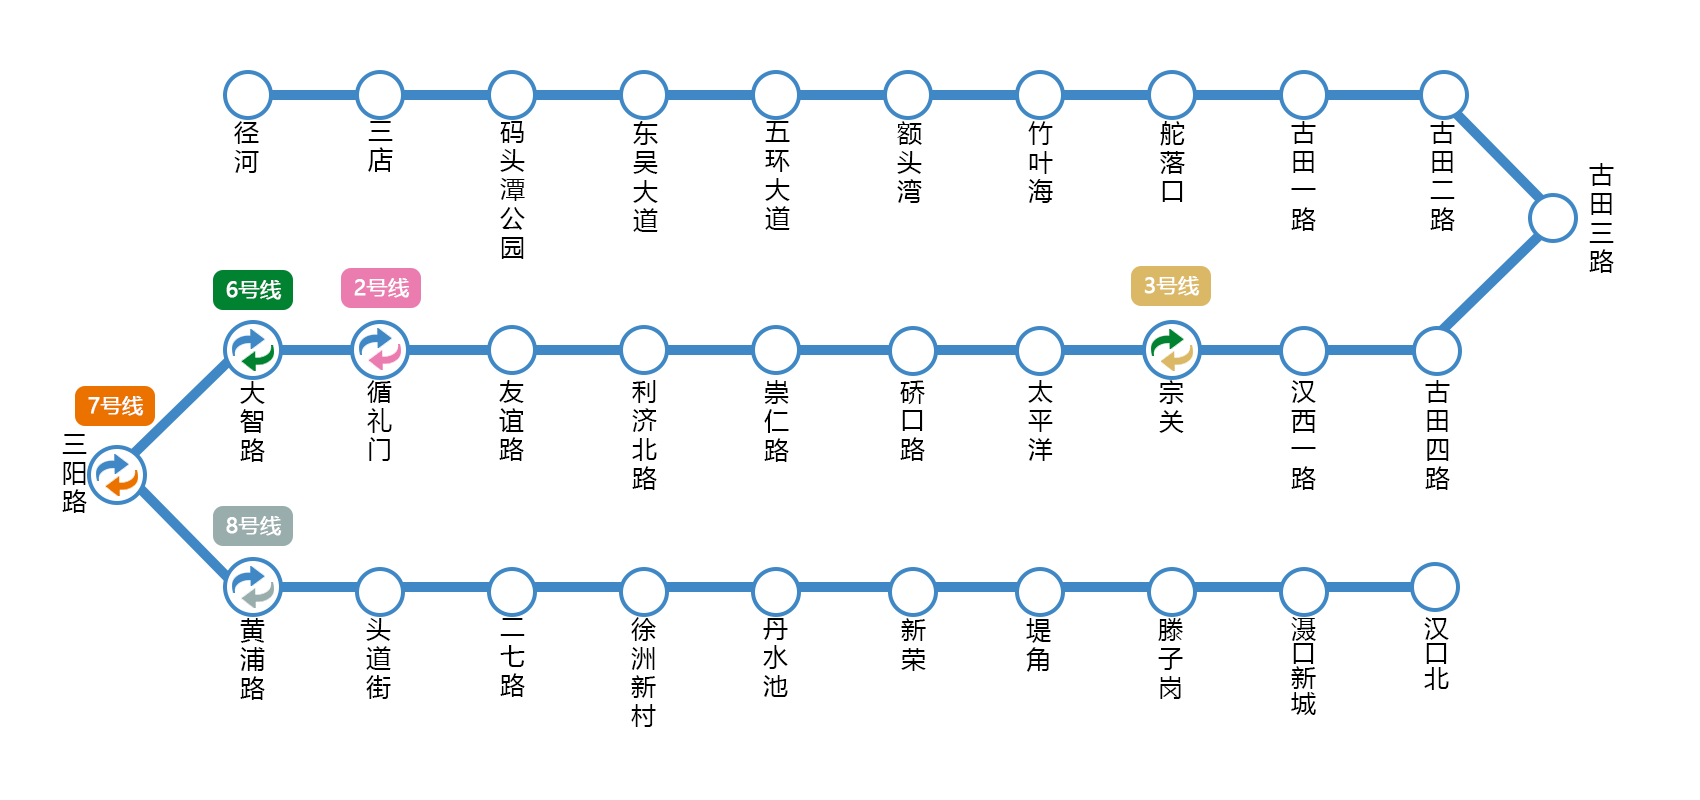 径河
三店
码头潭公园
东吴大道
五环大道
额头湾
竹叶海
舵落口
古田一路
古田二路
古田三路
6号线
2号线
3号线
大智路
循礼门
友谊路
利济北路
崇仁路
硚口路
太平洋
宗关
汉西一路
古田四路
7号线
三阳路
8号线
黄浦路
头道街
二七路
徐洲新村
丹水池
新荣
堤角
滕子岗
滠口新城
汉口北